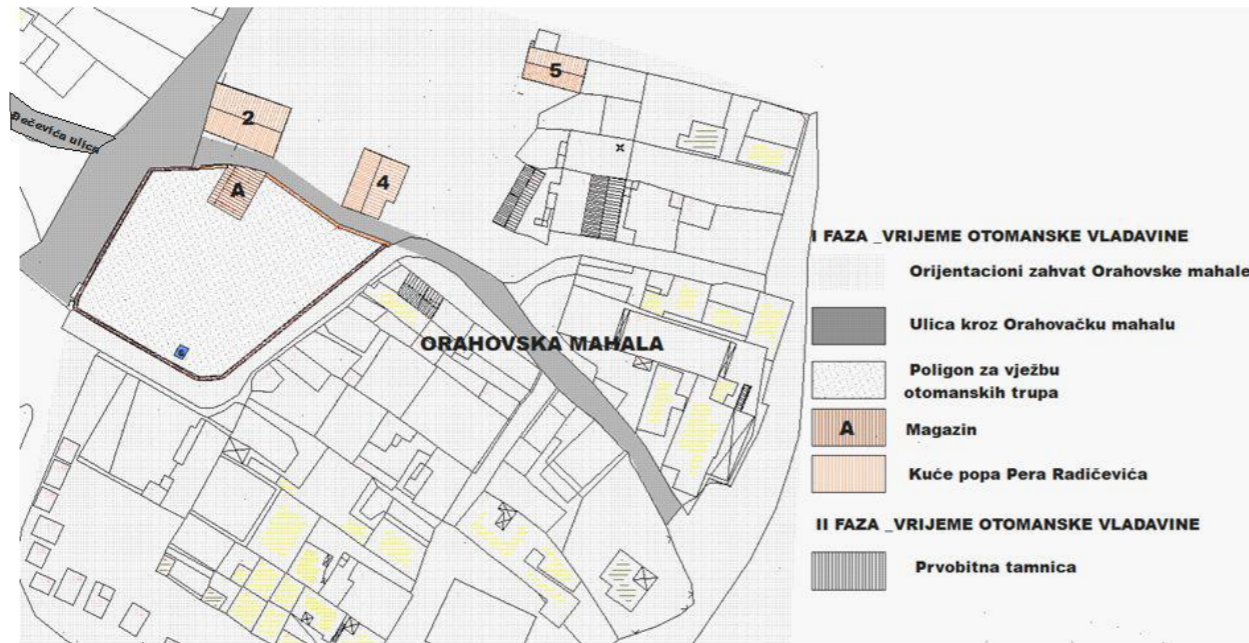 Đečevića ulica
2
5
4
A
ORAHOVSKA MAHALA
I FAZA _VRIJEME OTOMANSKE VLADAVINE
Orijentacioni zahvat Orahovske mahale
Ulica kroz Orahovačku mahalu
Poligon za vježbu
otomanskih trupa
A Magazin
Kuće popa Pera Radičevića
II FAZA _VRIJEME OTOMANSKE VLADAVINE
Prvobitna tamnica